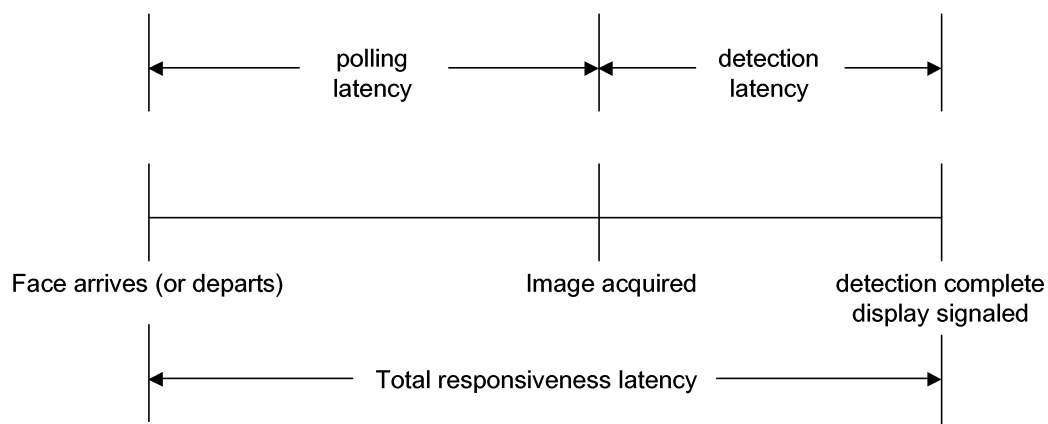 polling
latency
detection
latency
Face arrives (or departs)
Image acquired
detection complete
display signaled
Total responsiveness latency